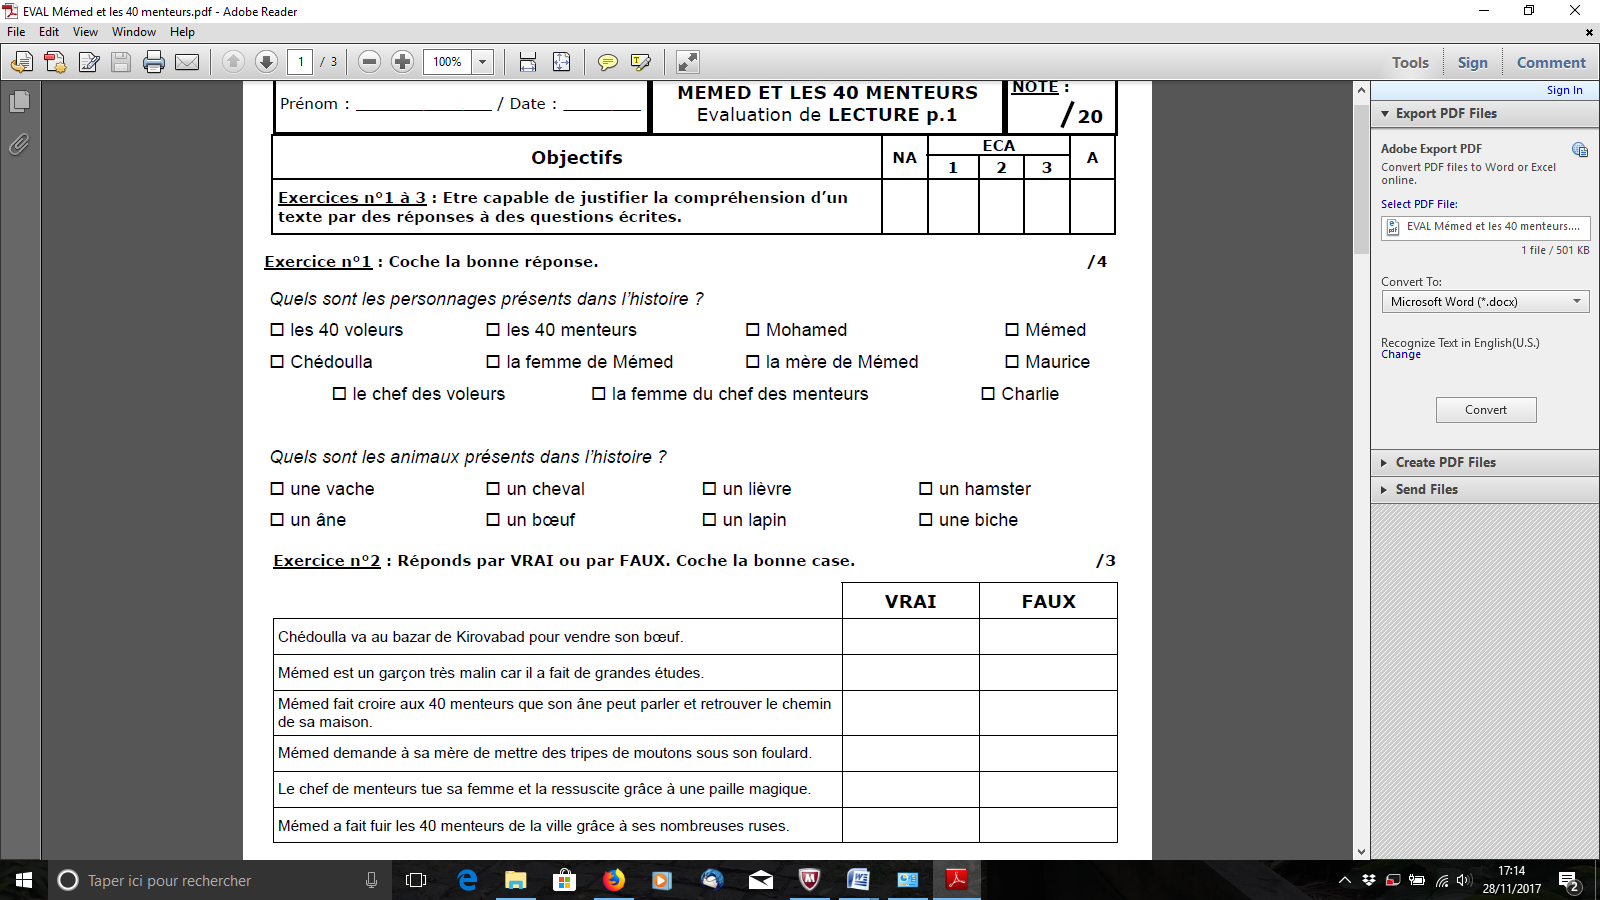 EVAL Mémed et les 40 menteurs.pdf - Adobe Reader
File Edit View Window Help
1 / 3 100% Tools Sign Comment
Sign In
Prénom : ________________ / Date : _________
MEMED ET LES 40 MENTEURS
Evaluation de LECTURE p.1
NOTE :
/ 20
Objectifs NA ECA A
1 2 3
Exercices n°1 à 3 : Etre capable de justifier la compréhension d’un
texte par des réponses à des questions écrites.
Exercice n°1 : Coche la bonne réponse. /4
Quels sont les personnages présents dans l’histoire ?
les 40 voleurs les 40 menteurs Mohamed Mémed
Chédoulla la femme de Mémed la mère de Mémed Maurice
le chef des voleurs la femme du chef des menteurs Charlie
Quels sont les animaux présents dans l’histoire ?
une vache un cheval un lièvre un hamster
un âne un bœuf un lapin une biche
Exercice n°2 : Réponds par VRAI ou par FAUX. Coche la bonne case. /3
VRAI FAUX
Chédoulla va au bazar de Kirovabad pour vendre son bœuf.
Mémed est un garçon très malin car il a fait de grandes études.
Mémed fait croire aux 40 menteurs que son âne peut parler et retrouver le chemin
de sa maison.
Mémed demande à sa mère de mettre des tripes de moutons sous son foulard.
Le chef de menteurs tue sa femme et la ressuscite grâce à une paille magique.
Mémed a fait fuir les 40 menteurs de la ville grâce à ses nombreuses ruses.
Export PDF Files
Adobe Export PDF
Convert PDF files to Word or Excel
online.
Select PDF File:
EVAL Mémed et les 40 menteurs....
1 file / 501 KB
Convert To:
Microsoft Word (*.docx)
Recognize Text in English(U.S.)
Change
Convert
Create PDF Files
Send Files
Taper ici pour rechercher
17:14
28/11/2017
2